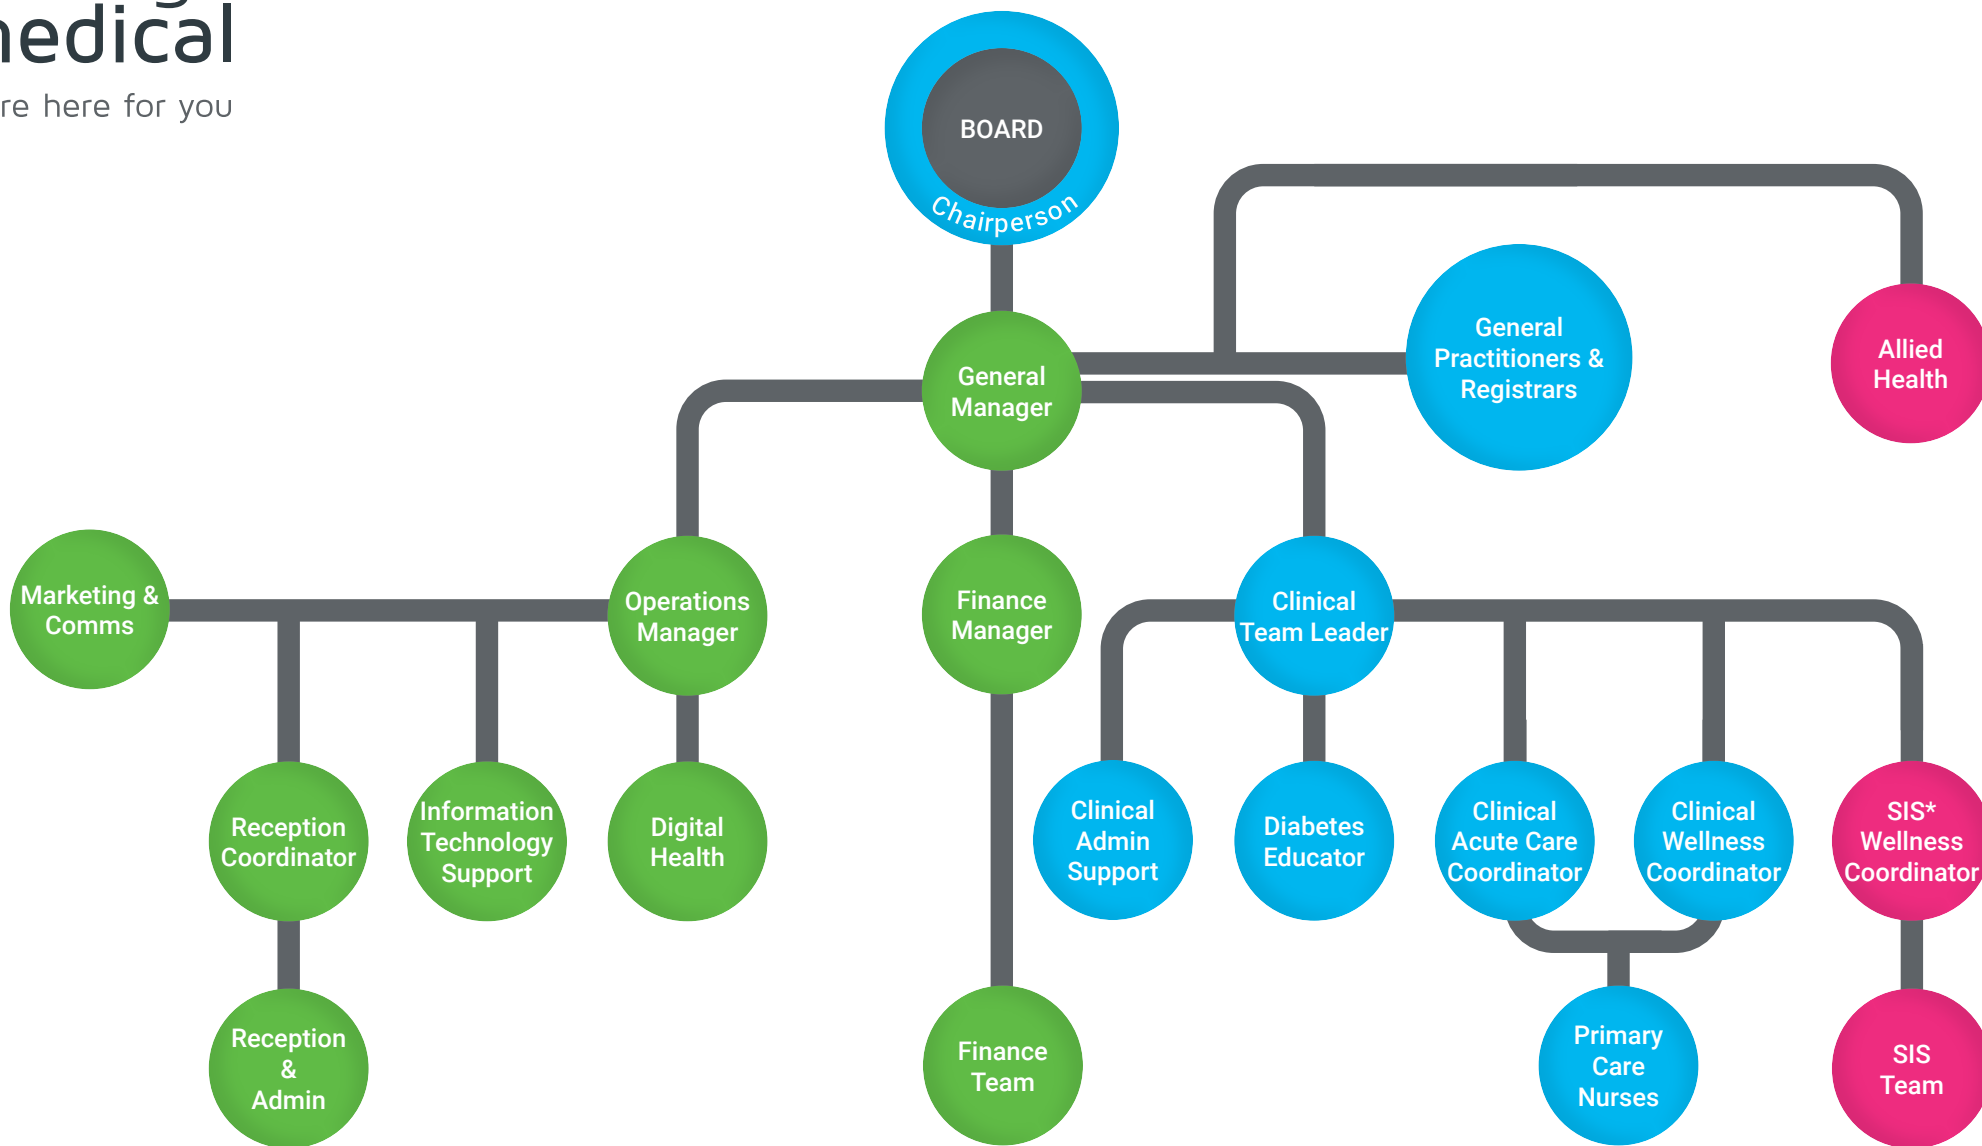 medical
re here for you
BOARD
Chairperson
General
Practitioners &
Registrars
Allied
Health
General
Manager
Marketing &
Comms
Operations
Manager
Finance
Manager
Clinical
Team Leader
Reception
Coordinator
Information
Technology
Support
Digital
Health
Clinical
Admin
Support
Diabetes
Educator
Clinical
Acute Care
Coordinator
Clinical
Wellness
Coordinator
SIS*
Wellness
Coordinator
Reception
&
Admin
Finance
Team
Primary
Care
Nurses
SIS
Team